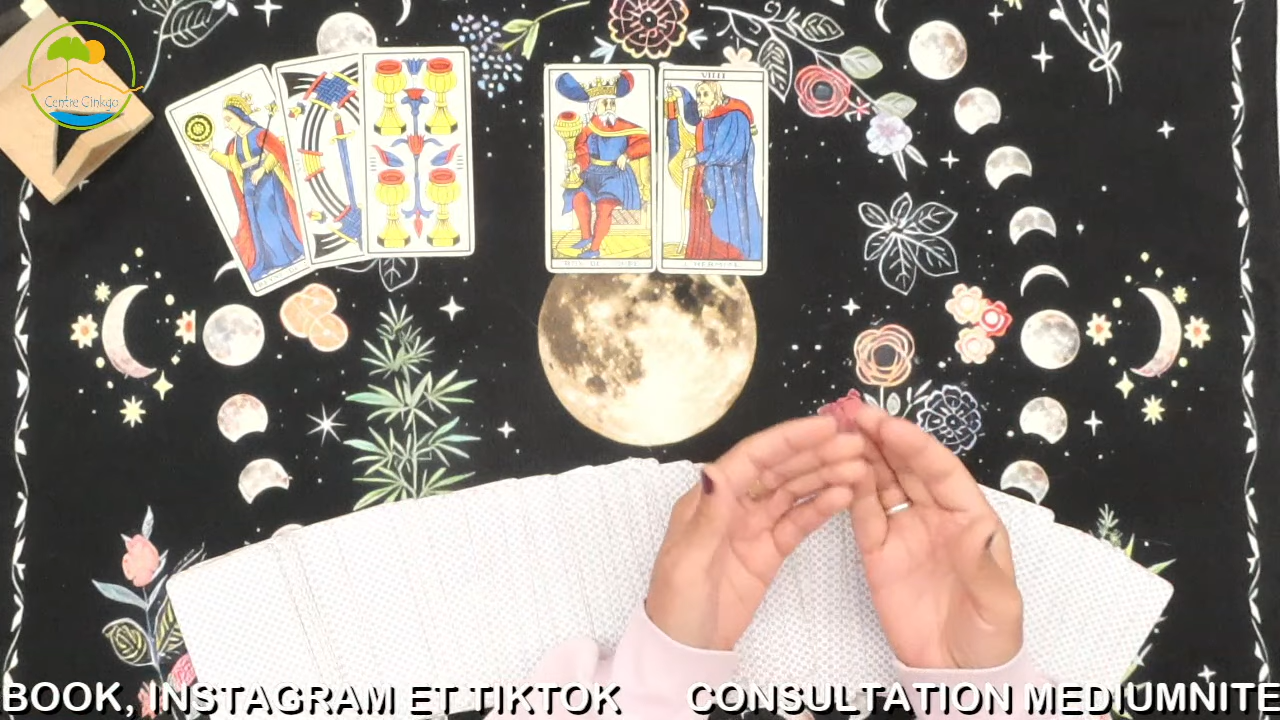 Centre Ginkgo
VIIII
L'HERMITE
BOOK, INSTAGRAM ET TIKTOK CONSULTATION MEDIUMNITE